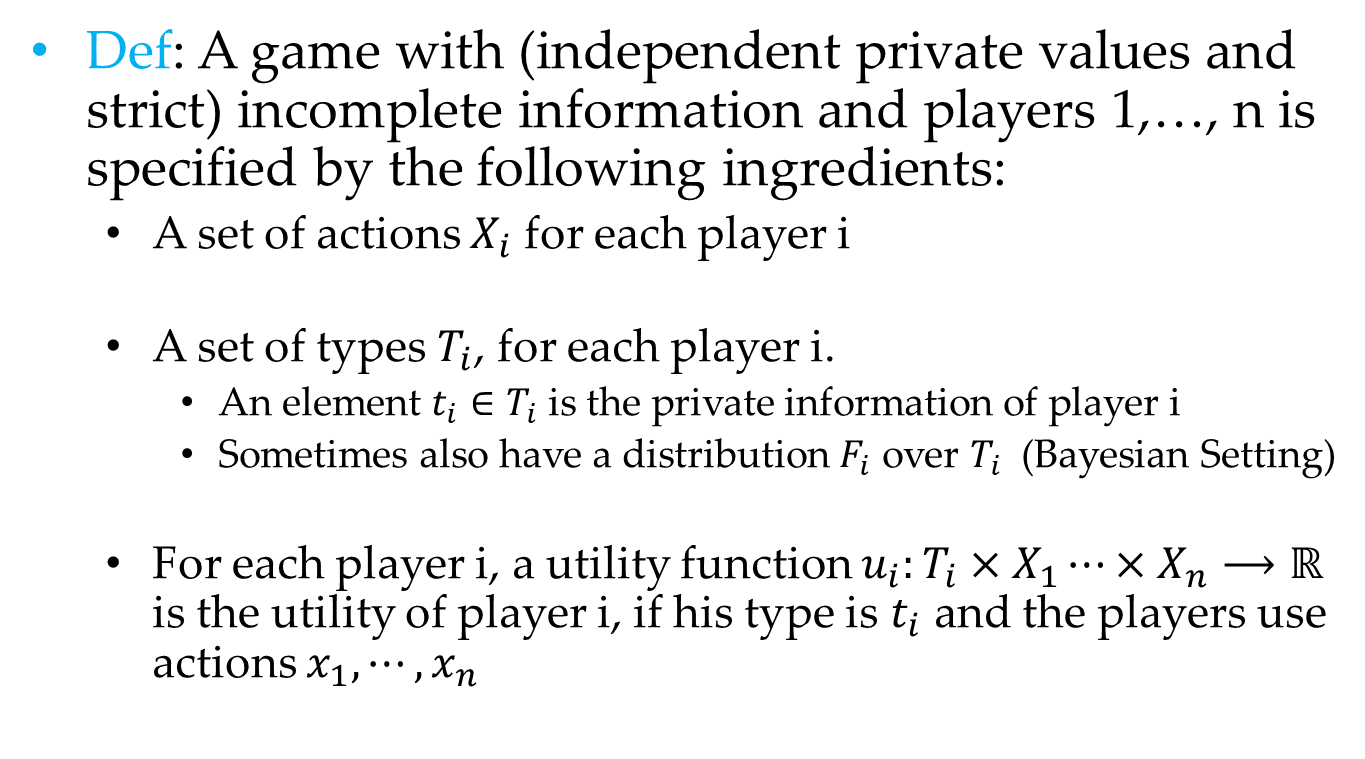 • Def: A game with (independent private values and
strict) incomplete information and players 1,…, n is
specified by the following ingredients:
• A set of actions 𝑋ᵢ for each player i
• A set of types 𝑇ᵢ, for each player i.
• An element 𝑡ᵢ ∈ 𝑇ᵢ is the private information of player i
• Sometimes also have a distribution 𝐹ᵢ over 𝑇ᵢ (Bayesian Setting)
• For each player i, a utility function 𝑢ᵢ: 𝑇ᵢ × 𝑋₁ ⋯ × 𝑋ₙ ⟶ ℝ
is the utility of player i, if his type is 𝑡ᵢ and the players use
actions 𝑥₁, ⋯ , 𝑥ₙ